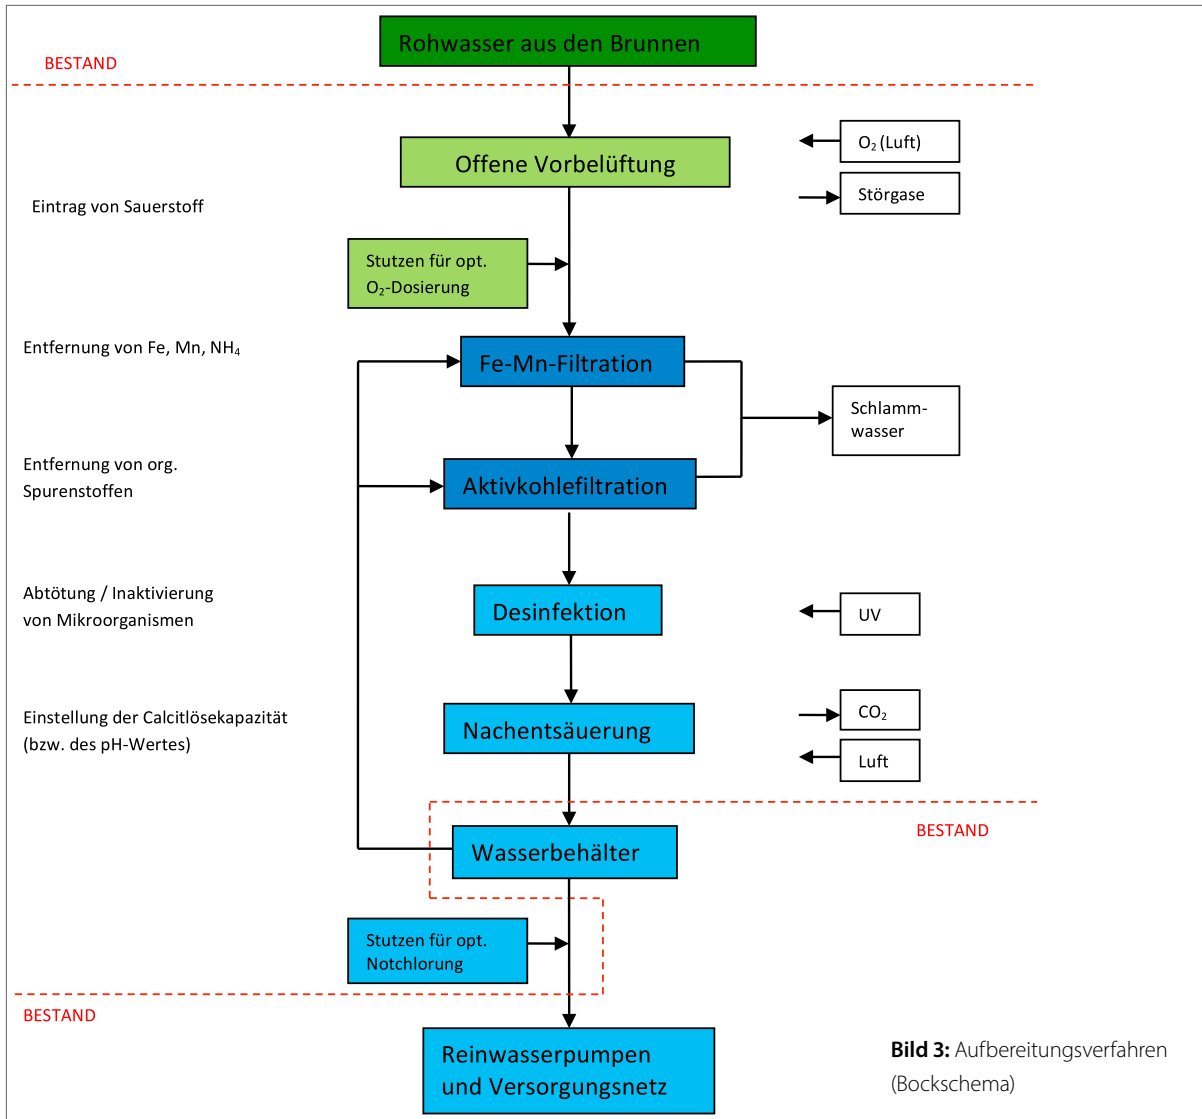 Rohwasser aus den Brunnen
BESTAND
Offene Vorbelüftung
O₂ (Luft)
Störgase
Eintrag von Sauerstoff
Stutzen für opt.
O₂-Dosierung
Entfernung von Fe, Mn, NH₄
Fe-Mn-Filtration
Schlamm-
wasser
Entfernung von org.
Spurenstoffen
Aktivkohlefiltration
Abtötung / Inaktivierung
von Mikroorganismen
Desinfektion
UV
Einstellung der Calcitlösekapazität
(bzw. des pH-Wertes)
Nachentsäuerung
CO₂
Luft
BESTAND
Wasserbehälter
Stutzen für opt.
Notchlorung
BESTAND
Reinwasserpumpen
und Versorgungsnetz
Bild 3: Aufbereitungsverfahren
(Bockschema)